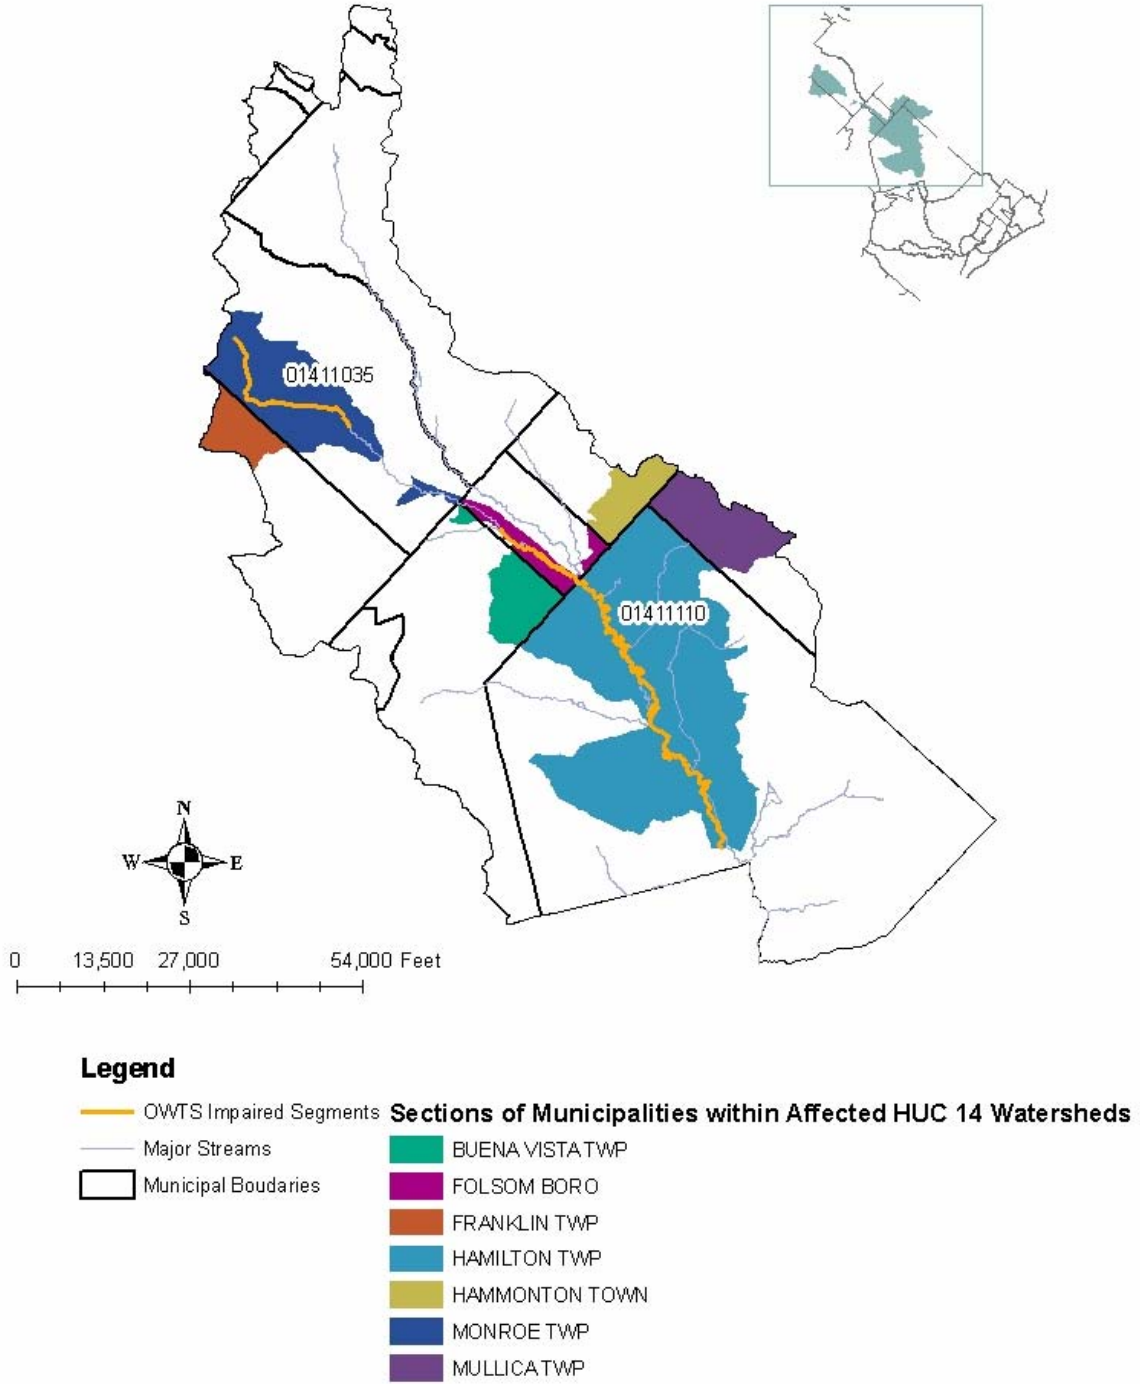 01411035
01411110
N
W E
S
0 13,500 27,000 54,000 Feet
Legend
OWTS Impaired Segments
Major Streams
Municipal Boudaries
Sections of Municipalities within Affected HUC 14 Watersheds
BUENA VISTA TWP
FOLSOM BORO
FRANKLIN TWP
HAMILTON TWP
HAMMONTON TOWN
MONROE TWP
MULLICA TWP